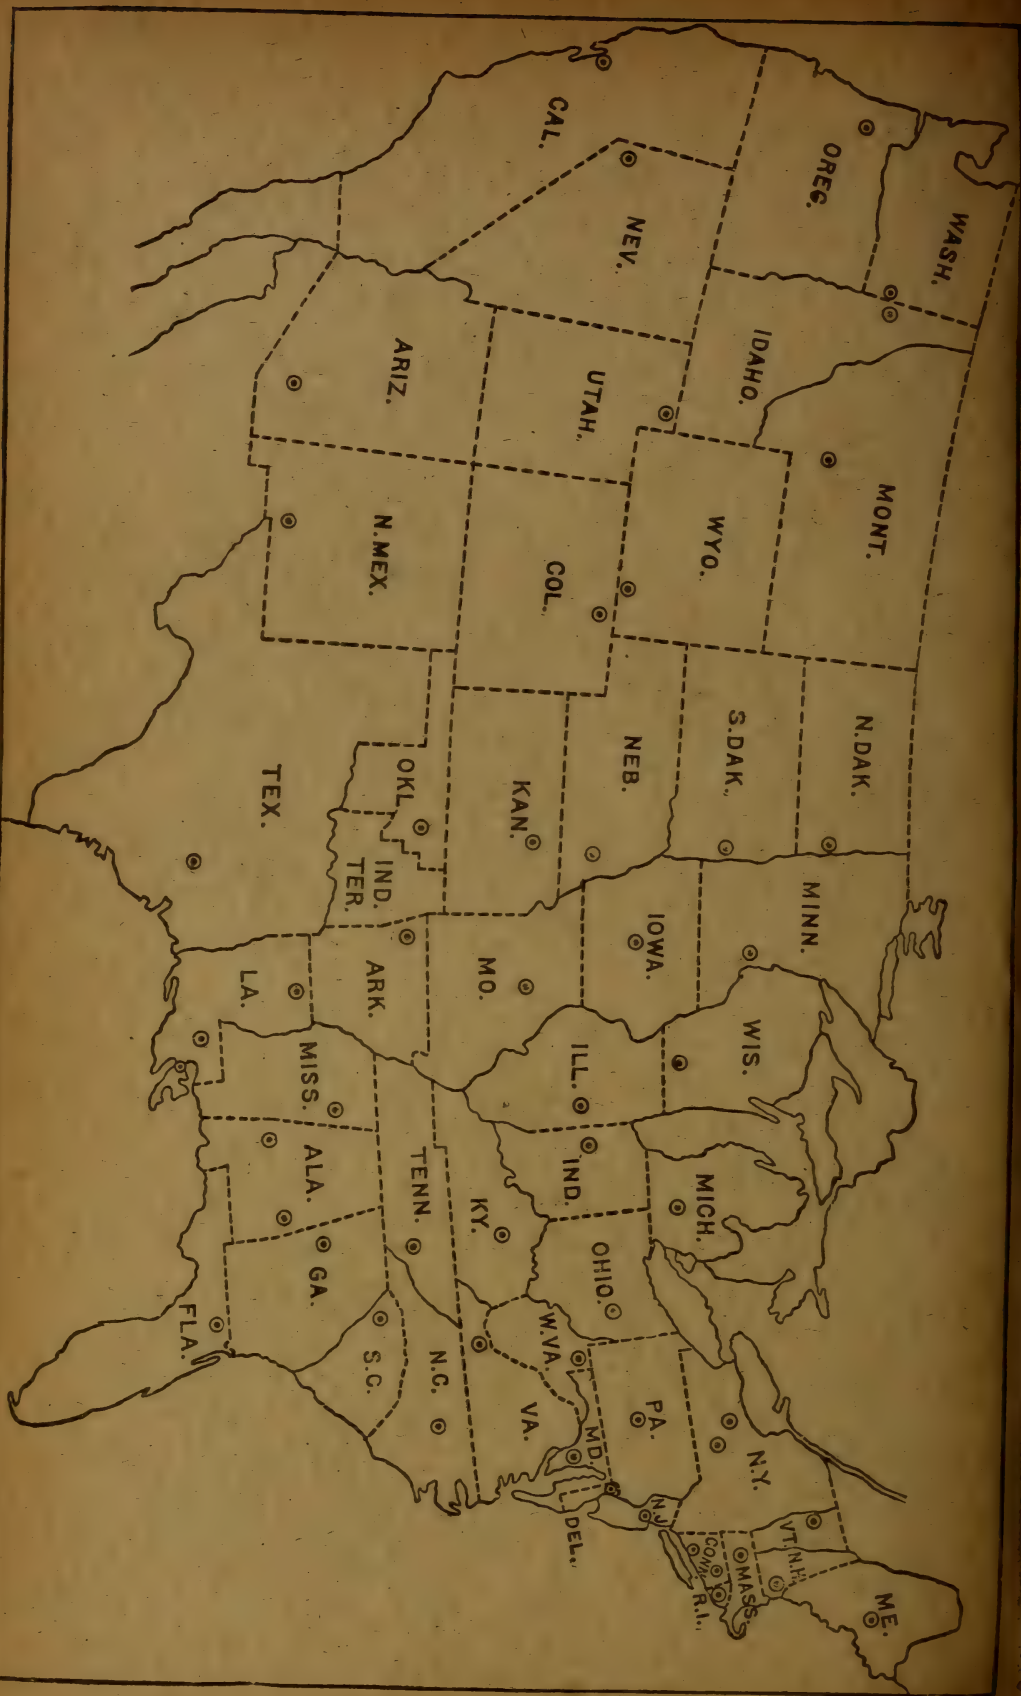 WASH.
OREG.
CAL.
NEV.
IDAHO.
MONT.
WYO.
UTAH.
COL.
ARIZ.
N.MEX.
N.DAK.
S.DAK.
NEB.
KAN.
OKL.
IND.
TER.
TEX.
MINN.
IOWA.
MO.
ARK.
LA.
WIS.
ILL.
MICH.
IND.
OHIO.
KY.
TENN.
MISS.
ALA.
GA.
FLA.
S.C.
N.C.
VA.
W.VA.
MD.
DEL.
PA.
N.J.
N.Y.
CONN.
R.I.
MASS.
VT.
N.H.
ME.